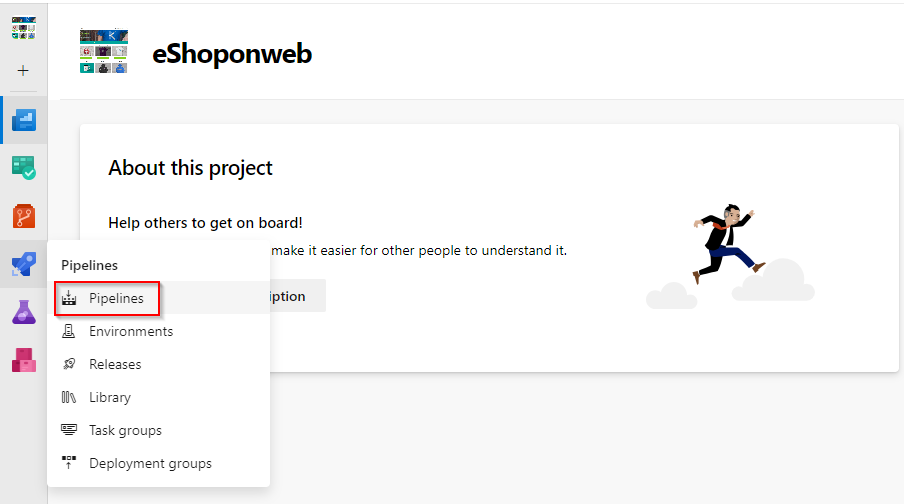 eShoponweb
+
About this project
Help others to get on board!
make it easier for other people to understand it.
Pipelines
Pipelines
Environments
Releases
Library
Task groups
Deployment groups